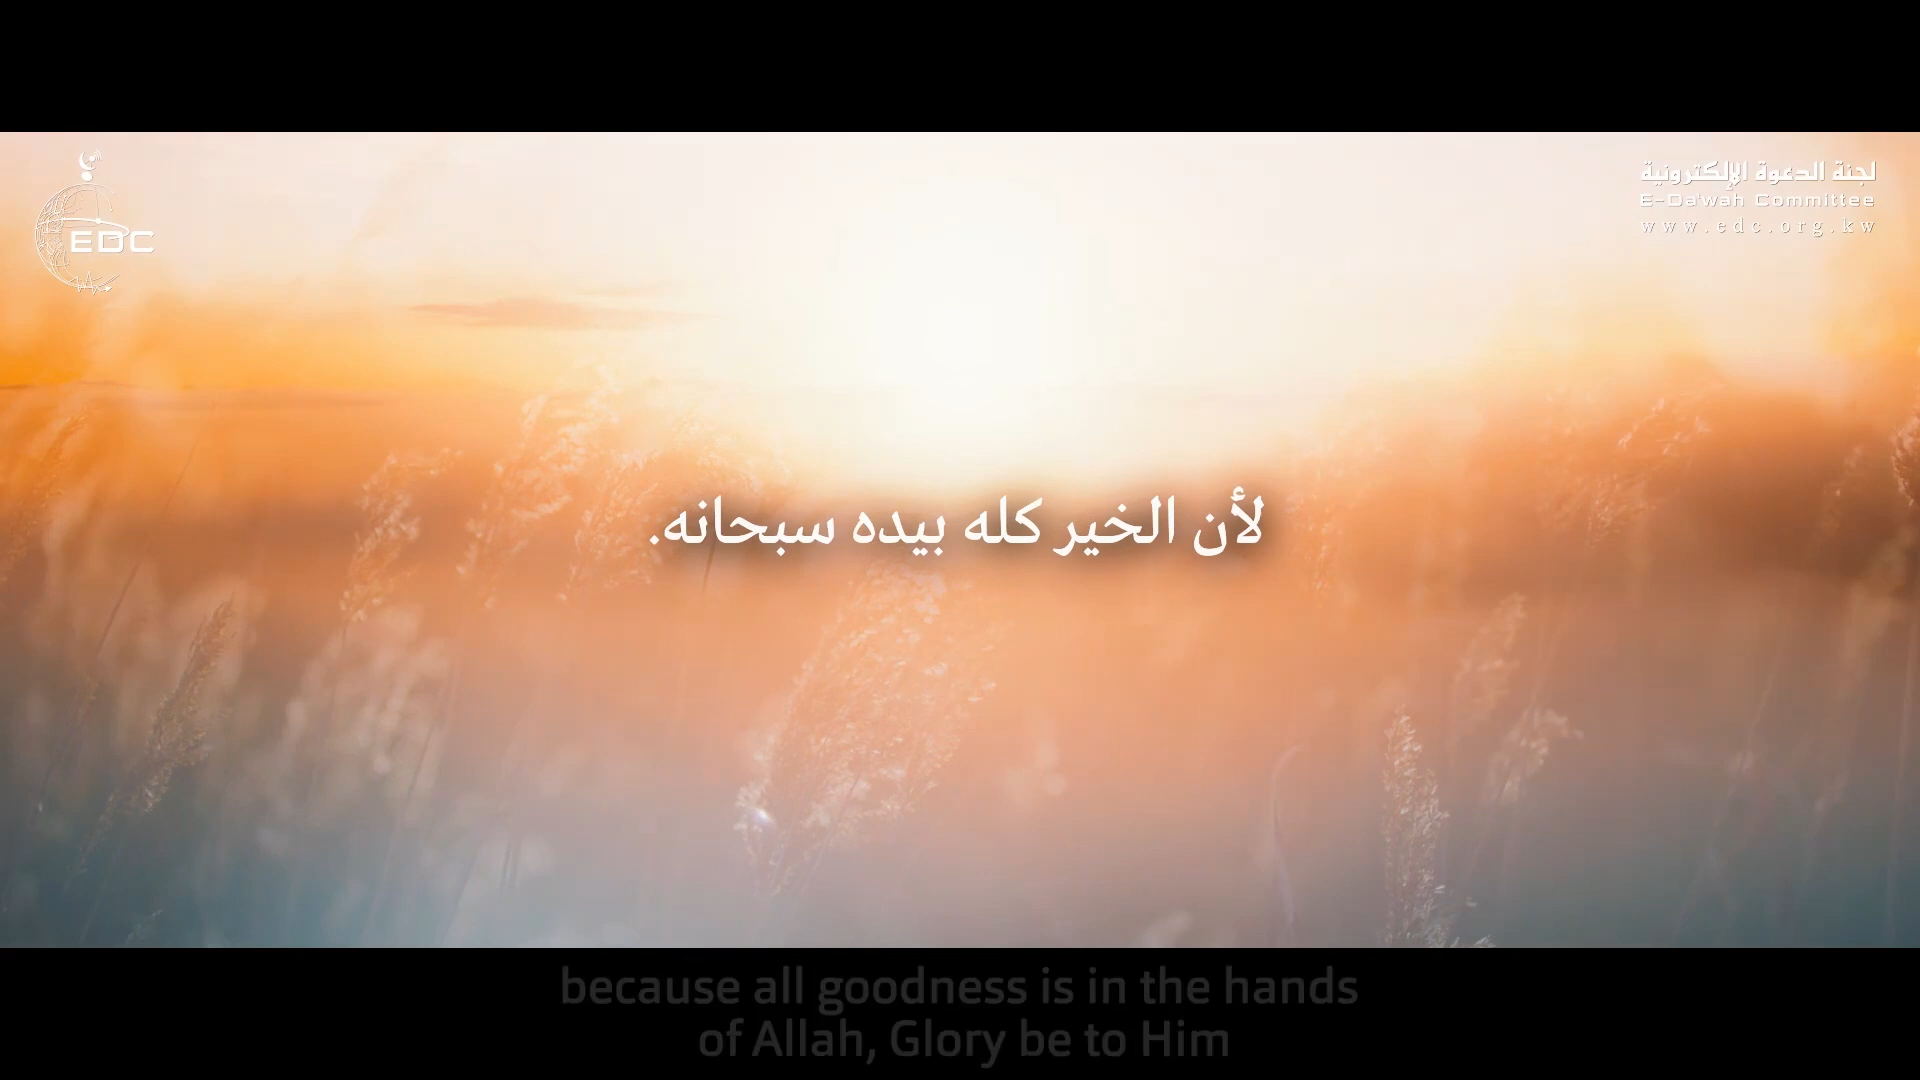 EDC
لجنة الدعوة الإلكترونية
E-Da'wah Committee
www.edc.org.kw
لأن الخير كله بيده سبحانه.
because all goodness is in the hands
of Allah, Glory be to Him